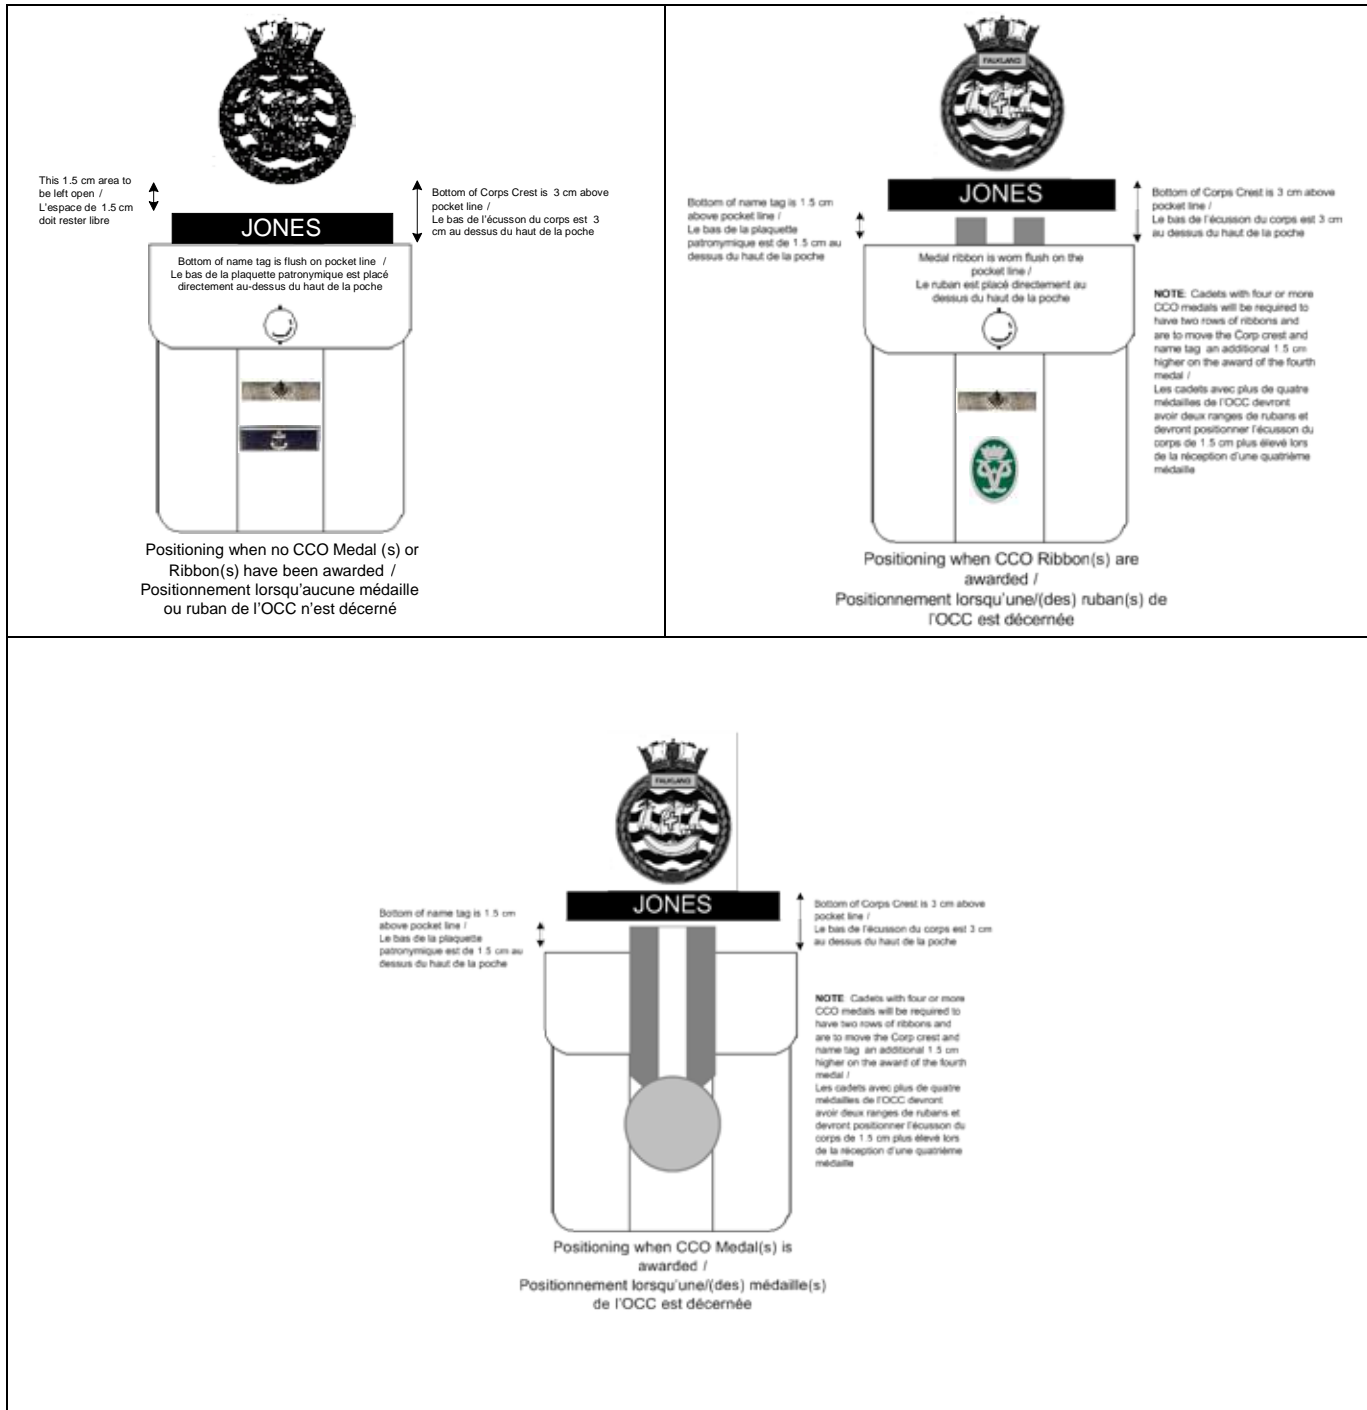 This 1.5 cm area to
be left open /
L'espace de 1.5 cm
doit rester libre
JONES
Bottom of Corps Crest is 3 cm above
pocket line /
Le bas de l'écusson du corps est 3
cm au dessus du haut de la poche
Bottom of name tag is flush on pocket line /
Le bas de la plaquette patronymique est placé
directement au-dessus du haut de la poche
Positioning when no CCO Medal (s) or
Ribbon(s) have been awarded /
Positionnement lorsqu'aucune médaille
ou ruban de l'OCC n'est décerné
FALKLAND
JONES
Bottom of name tag is 1.5 cm
above pocket line /
Le bas de la plaquette
patronymique est de 1.5 cm au
dessus du haut de la poche
Bottom of Corps Crest is 3 cm above
pocket line /
Le bas de l'écusson du corps est 3 cm
au dessus du haut de la poche
Medal ribbon is worn flush on the
pocket line /
Le ruban est placé directement au
dessus du haut de la poche
NOTE: Cadets with four or more
CCO medals will be required to
have two rows of ribbons and
are to move the Corp crest and
name tag an additional 1.5 cm
higher on the award of the fourth
medal /
Les cadets avec plus de quatre
médailles de l'OCC devront
avoir deux ranges de rubans et
devront positionner l'écusson du
corps de 1.5 cm plus élevé lors
de la réception d'une quatrième
médaille
Positioning when CCO Ribbon(s) are
awarded /
Positionnement lorsqu'une/(des) ruban(s) de
l'OCC est décernée
FALKLAND
JONES
Bottom of name tag is 1.5 cm
above pocket line /
Le bas de la plaquette
patronymique est de 1.5 cm au
dessus du haut de la poche
Bottom of Corps Crest is 3 cm above
pocket line /
Le bas de l'écusson du corps est 3 cm
au dessus du haut de la poche
NOTE Cadets with four or more
CCO medals will be required to
have two rows of ribbons and
are to move the Corp crest and
name tag an additional 1.5 cm
higher on the award of the fourth
medal /
Les cadets avec plus de quatre
médailles de l'OCC devront
avoir deux ranges de rubans et
devront positionner l'écusson du
corps de 1.5 cm plus élevé lors
de la réception d'une quatrième
médaille
Positioning when CCO Medal(s) is
awarded /
Positionnement lorsqu'une/(des) médaille(s)
de l'OCC est décernée